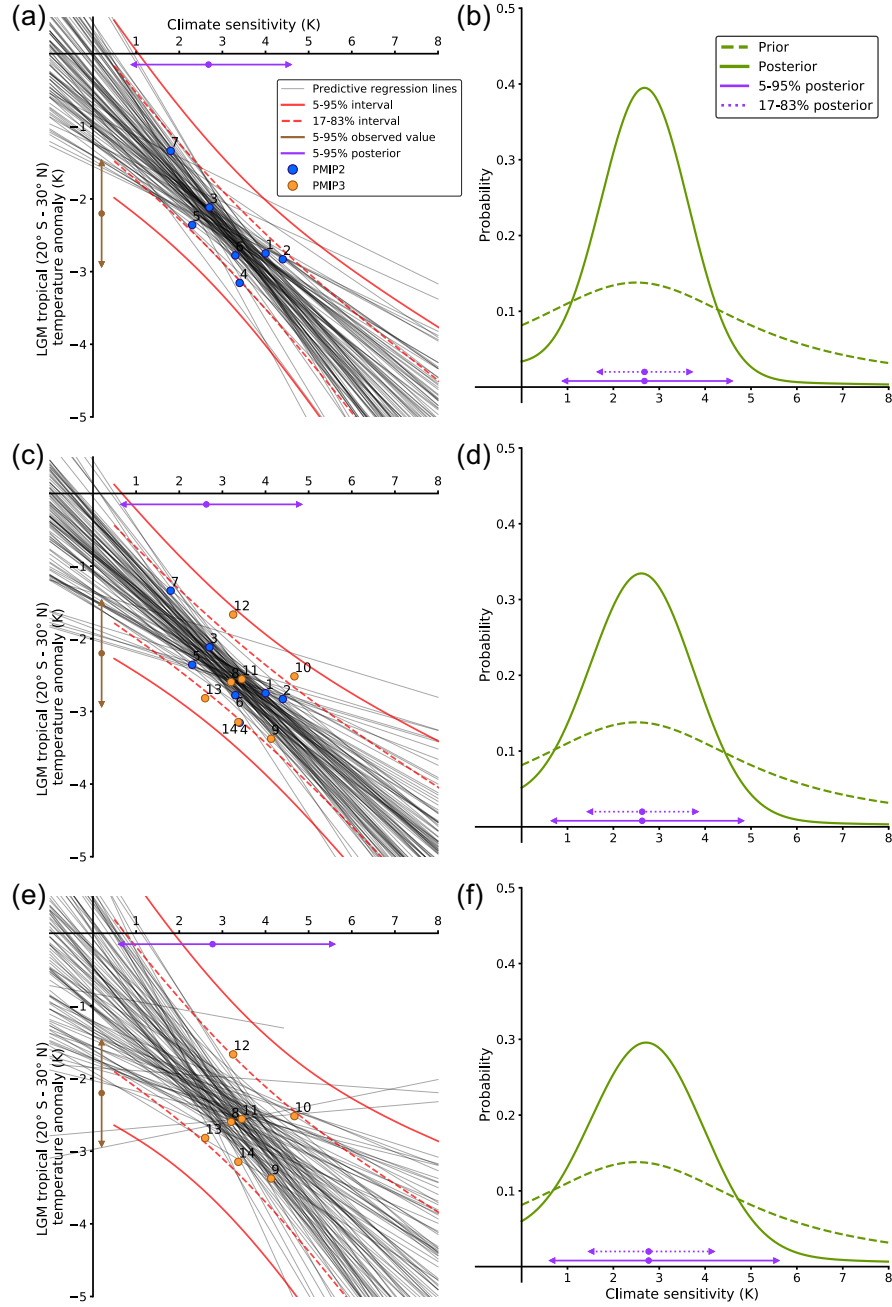 (a)
Climate sensitivity (K)
1 2 3 4 5 6 7 8
−1
−2
−3
−4
−5
LGM tropical (20° S - 30° N)
temperature anomaly (K)
Predictive regression lines
5-95% interval
17-83% interval
5-95% observed value
5-95% posterior
PMIP2
PMIP3
7
3
5
1
2
6
4
(b)
0.5
0.4
0.3
0.2
0.1
Probability
Prior
Posterior
5-95% posterior
17-83% posterior
1 2 3 4 5 6 7 8
(c)
1 2 3 4 5 6 7 8
−1
−2
−3
−4
−5
LGM tropical (20° S - 30° N)
temperature anomaly (K)
7
12
3
5
8
11
10
13
6
1
2
14
4
9
(d)
0.5
0.4
0.3
0.2
0.1
Probability
1 2 3 4 5 6 7 8
(e)
1 2 3 4 5 6 7 8
−1
−2
−3
−4
−5
LGM tropical (20° S - 30° N)
temperature anomaly (K)
12
8
11
10
13
14
9
(f)
0.5
0.4
0.3
0.2
0.1
Probability
1 2 3 4 5 6 7 8
Climate sensitivity (K)